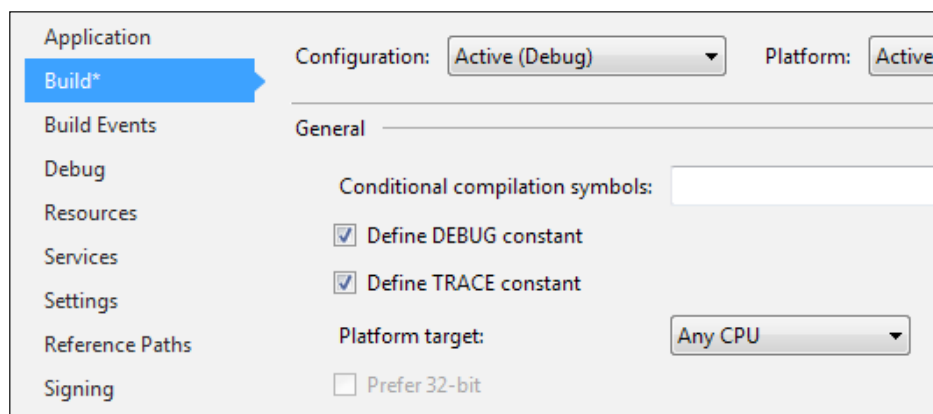 Application
Build*
Build Events
Debug
Resources
Services
Settings
Reference Paths
Signing
Configuration: Active (Debug) Platform: Active
General
Conditional compilation symbols:
Define DEBUG constant
Define TRACE constant
Platform target: Any CPU
Prefer 32-bit